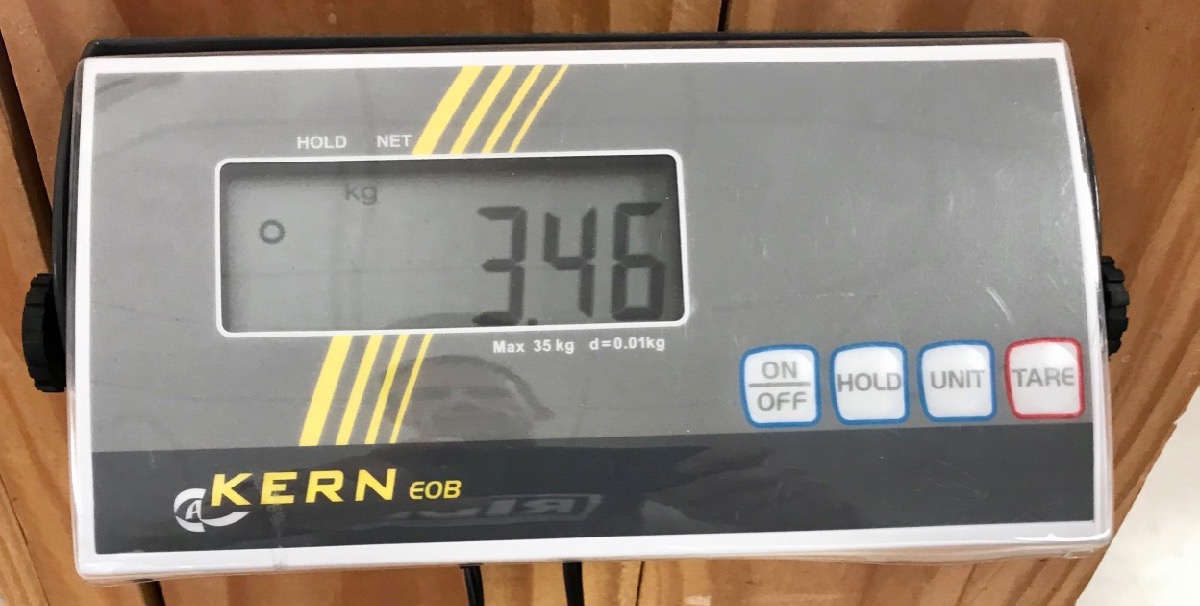 HOLD NET
kg
3.46
Max 35 kg d=0.01kg
ON
OFF
HOLD
UNIT
TARE
KERN EOB